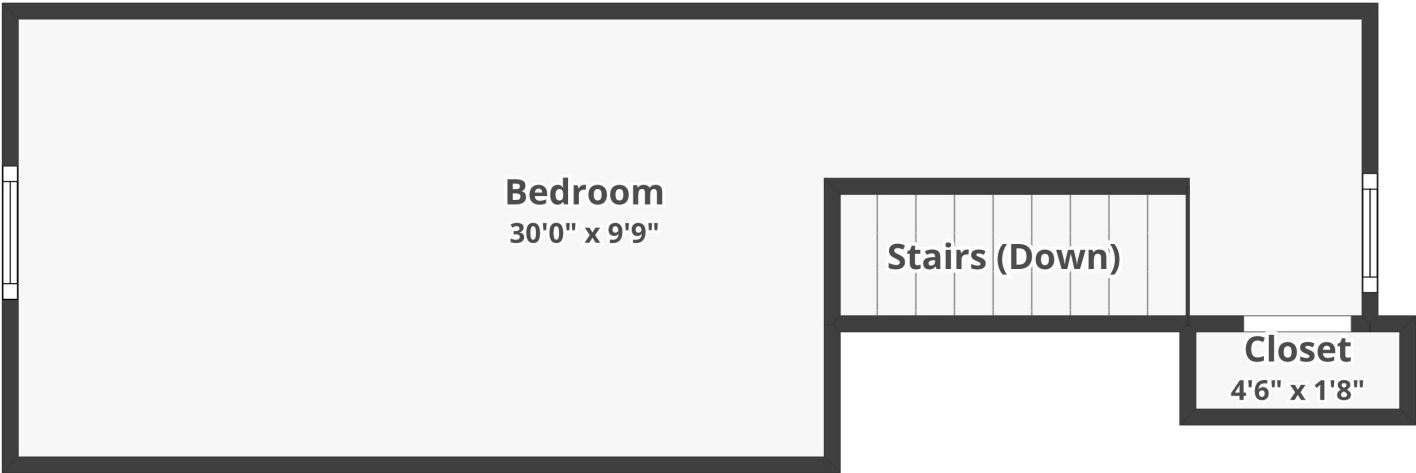 Bedroom
30'0" x 9'9"
Stairs (Down)
Closet
4'6" x 1'8"